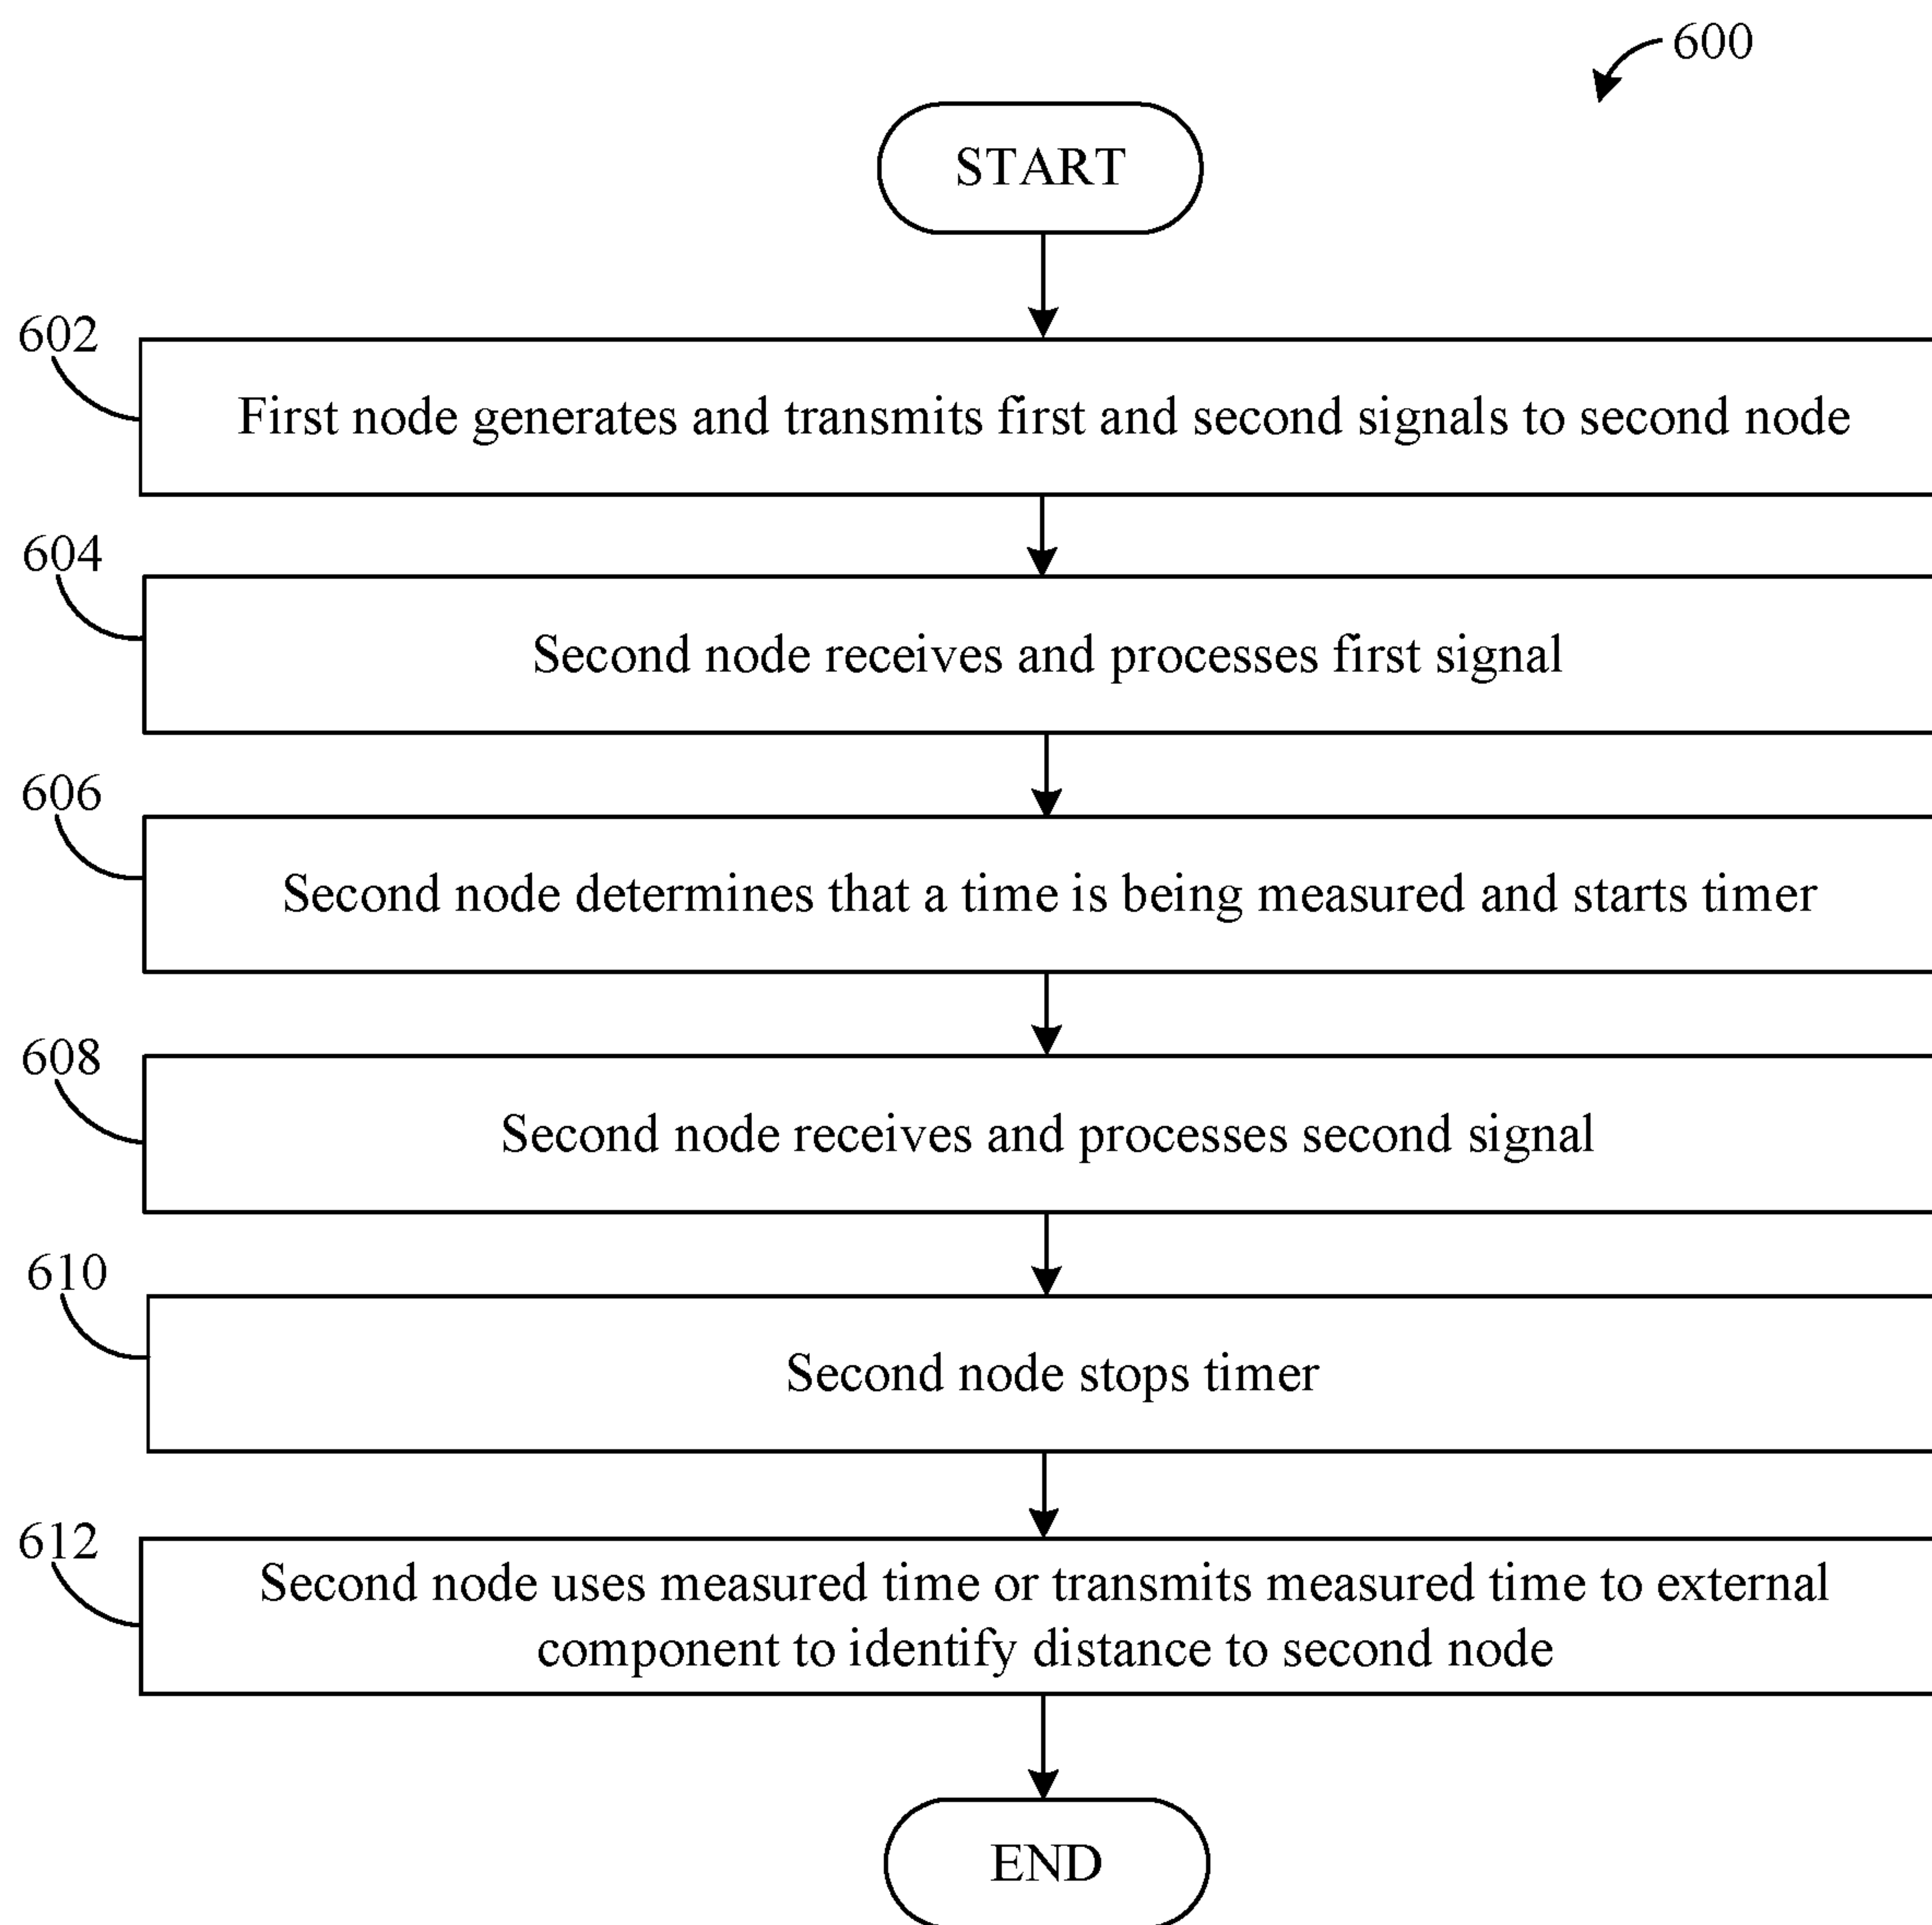 600
START
602
First node generates and transmits first and second signals to second node
604
Second node receives and processes first signal
606
Second node determines that a time is being measured and starts timer
608
Second node receives and processes second signal
610
Second node stops timer
612
Second node uses measured time or transmits measured time to external
component to identify distance to second node
END